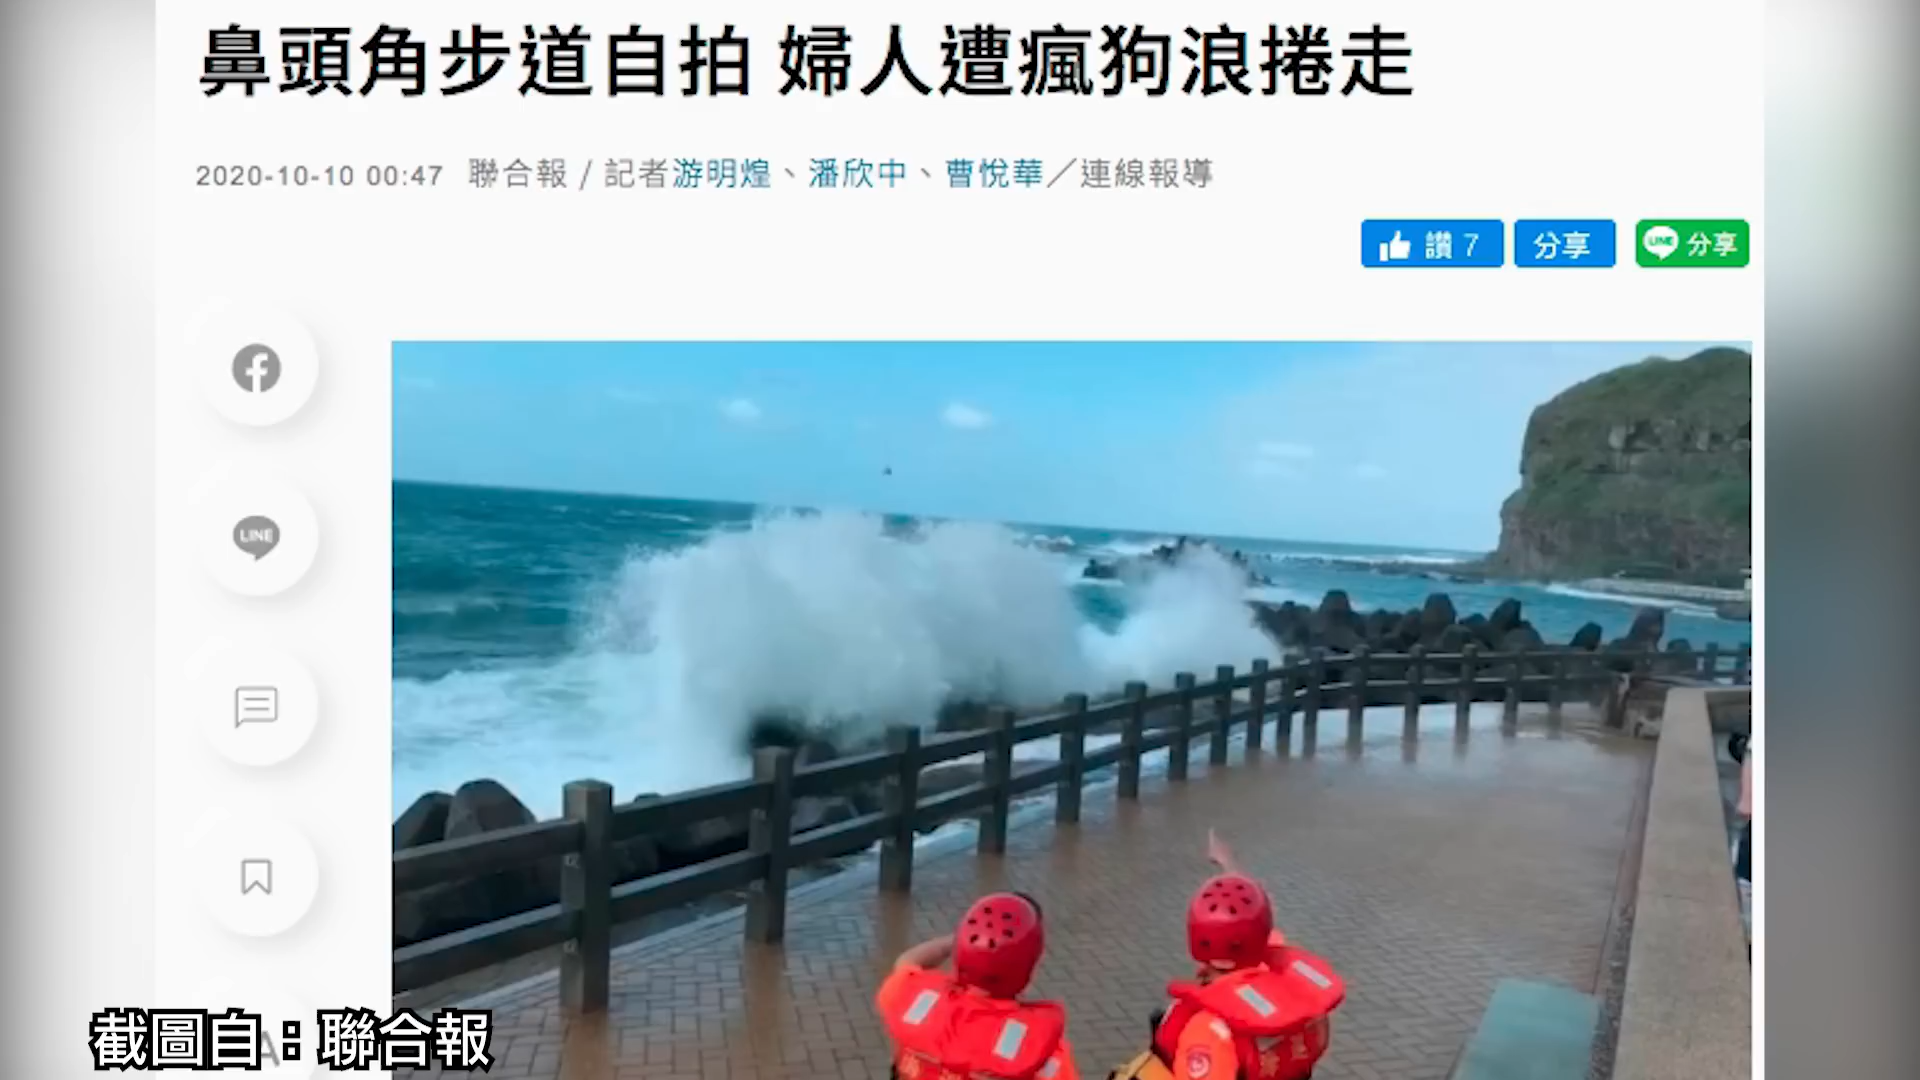 鼻頭角步道自拍 婦人遭瘋狗浪捲走
2020-10-10 00:47 聯合報 / 記者游明煌、潘欣中、曹悅華／連線報導
讚 7 分享 LINE 分享
LINE
截圖自：聯合報